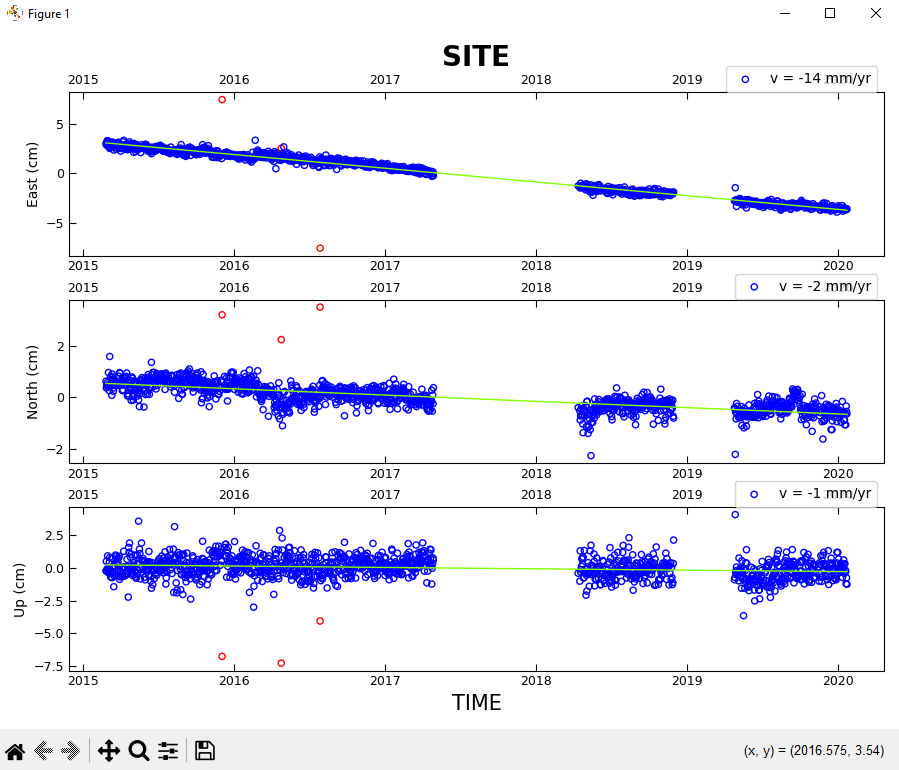 Figure 1
SITE
2015 2016 2017 2018 2019
v = -14 mm/yr
5
0
−5
East (cm)
2015 2016 2017 2018 2019 2020
2015 2016 2017 2018 2019
v = -2 mm/yr
2
0
−2
North (cm)
2015 2016 2017 2018 2019 2020
2015 2016 2017 2018 2019
v = -1 mm/yr
2.5
0.0
−2.5
−5.0
−7.5
Up (cm)
2015 2016 2017 2018 2019 2020
TIME
(x, y) = (2016.575, 3.54)